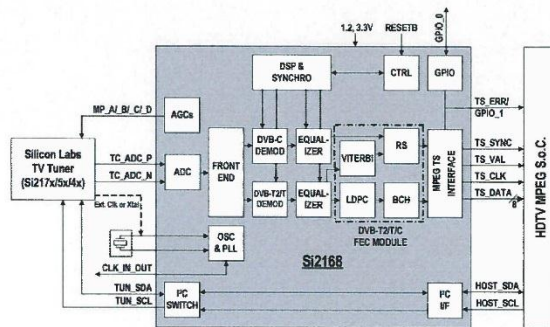 1.2, 3.3V
RESETB
GPIO_0
DSP &
SYNCHRO
CTRL
GPIO
MP_A/ B/ C/ D
AGCs
TS_ERR/
GPIO_1
Silicon Labs
TV Tuner
(Si217x/5x/4x)
TC_ADC_P
TC_ADC_N
ADC
FRONT
END
DVB-C
DEMOD
EQUAL-
IZER
DVB-T2/T
DEMOD
EQUAL-
IZER
VITERBI
RS
LDPC
BCH
DVB-T2/T/C
FEC MODULE
MPEG TS
INTERFACE
TS_SYNC
TS_VAL
TS_CLK
TS_DATA
8
HDTV MPEG S.o.C.
Ext. Clk or Xtal
OSC
& PLL
CLK_IN_OUT
Si2168
TUN_SDA
TUN_SCL
I²C
SWITCH
I²C
I/F
HOST_SDA
HOST_SCL